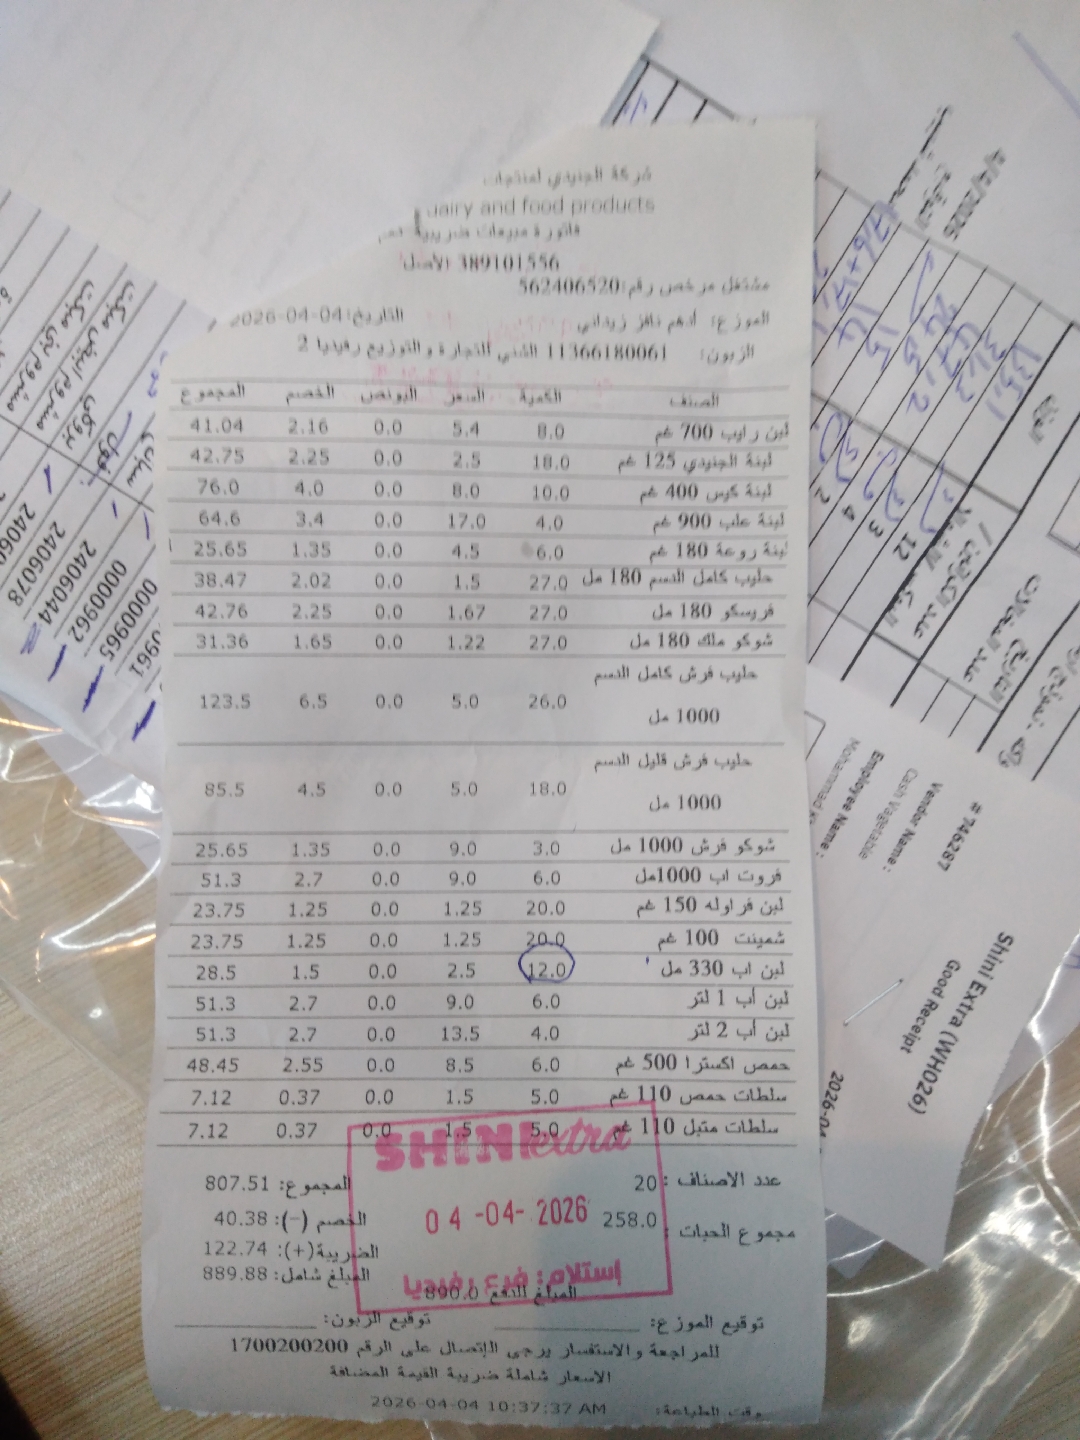 شركة الجنيدي لمنتجات
dairy and food products
فاتورة مبيعات ضريبية
389101556 الأصل
مشتغل مرخص رقم:562406520
الموزع: أدهم نافز زيداني التاريخ:2026-04-04
الزبون: 11366180061 الشني للتجارة والتوزيع رفيديا 2
الصنف الكمية السعر البونص الخصم المجموع
لبن رايب 700 غم 8.0 5.4 0.0 2.16 41.04
لبنة الجنيدي 125 غم 18.0 2.5 0.0 2.25 42.75
لبنة كيس 400 غم 10.0 8.0 0.0 4.0 76.0
لبنة علب 900 غم 4.0 17.0 0.0 3.4 64.6
لبنة روعة 180 غم 6.0 4.5 0.0 1.35 25.65
حليب كامل الدسم 180 مل 27.0 1.5 0.0 2.02 38.47
فريسكو 180 مل 27.0 1.67 0.0 2.25 42.76
شوكو ملك 180 مل 27.0 1.22 0.0 1.65 31.36
حليب فرش كامل الدسم
1000 مل 26.0 5.0 0.0 6.5 123.5
حليب فرش قليل الدسم
1000 مل 18.0 5.0 0.0 4.5 85.5
شوكو فرش 1000 مل 3.0 9.0 0.0 1.35 25.65
فروت اب 1000مل 6.0 9.0 0.0 2.7 51.3
لبن فراوله 150 غم 20.0 1.25 0.0 1.25 23.75
شمينت 100 غم 20.0 1.25 0.0 1.25 23.75
لبن اب 330 مل 12.0 2.5 0.0 1.5 28.5
لبن أب 1 لتر 6.0 9.0 0.0 2.7 51.3
لبن أب 2 لتر 4.0 13.5 0.0 2.7 51.3
حمص اكسترا 500 غم 6.0 8.5 0.0 2.55 48.45
سلطات حمص 110 غم 5.0 1.5 0.0 0.37 7.12
سلطات متبل 110 غم 5.0 1.5 0.0 0.37 7.12
SHINI extra
عدد الاصناف : 20 المجموع: 807.51
04 -04- 2026
مجموع الحبات : 258.0 الخصم (-): 40.38
الضريبة(+): 122.74
المبلغ شامل: 889.88
إستلام: فرع رفيديا
المبلغ الدفع 890.0
توقيع الموزع: توقيع الزبون:
للمراجعة والاستفسار يرجى الإتصال على الرقم 1700200200
الاسعار شاملة ضريبة القيمة المضافة
وقت الطباعة: 2026-04-04 10:37:37 AM
Shini Extra (WH026)
Good Receipt
# 746287
Vendor Name :
Cash Vagetable
Employee Name :
Mohammad
2406078
2406044
0000962
0000965
0961